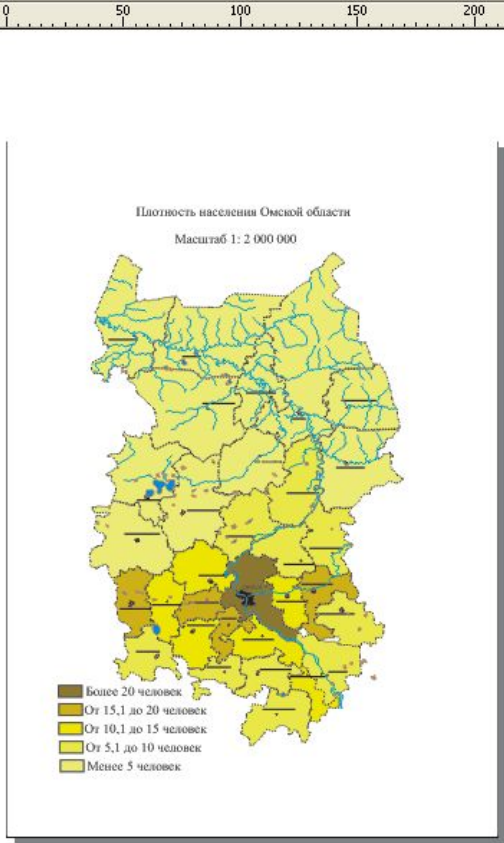 0 50 100 150 200
Плотность населения Омской области
Масштаб 1: 2 000 000
Более 20 человек
От 15,1 до 20 человек
От 10,1 до 15 человек
От 5,1 до 10 человек
Менее 5 человек